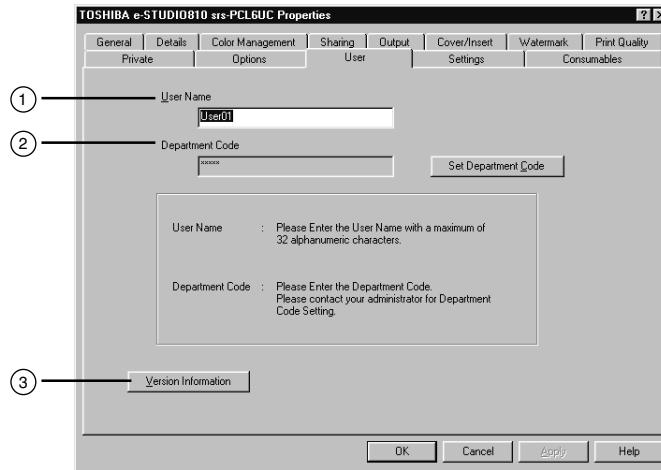 TOSHIBA e-STUDIO810 srs-PCL6UC Properties
General Details Color Management Sharing Output Cover/Insert Watermark Print Quality
Private Options User Settings Consumables
1 User Name
User01
2 Department Code
xxxxx Set Department Code
User Name : Please Enter the User Name with a maximum of
32 alphanumeric characters.
Department Code : Please Enter the Department Code.
Please contact your administrator for Department
Code Setting.
3 Version Information
OK Cancel Apply Help